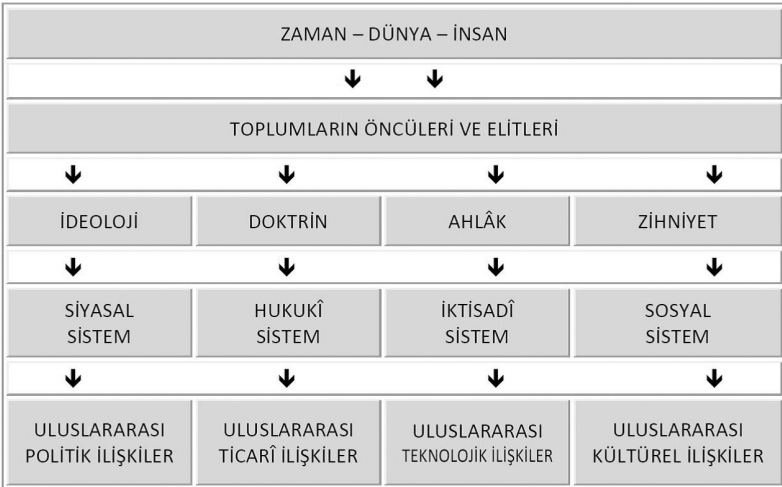 ZAMAN – DÜNYA – İNSAN
TOPLUMLARIN ÖNCÜLERİ VE ELİTLERİ
İDEOLOJİ
DOKTRİN
AHLÂK
ZİHNİYET
SİYASAL
SİSTEM
HUKUKÎ
SİSTEM
İKTİSADÎ
SİSTEM
SOSYAL
SİSTEM
ULUSLARARASI
POLİTİK İLİŞKİLER
ULUSLARARASI
TİCARÎ İLİŞKİLER
ULUSLARARASI
TEKNOLOJİK İLİŞKİLER
ULUSLARARASI
KÜLTÜREL İLİŞKİLER